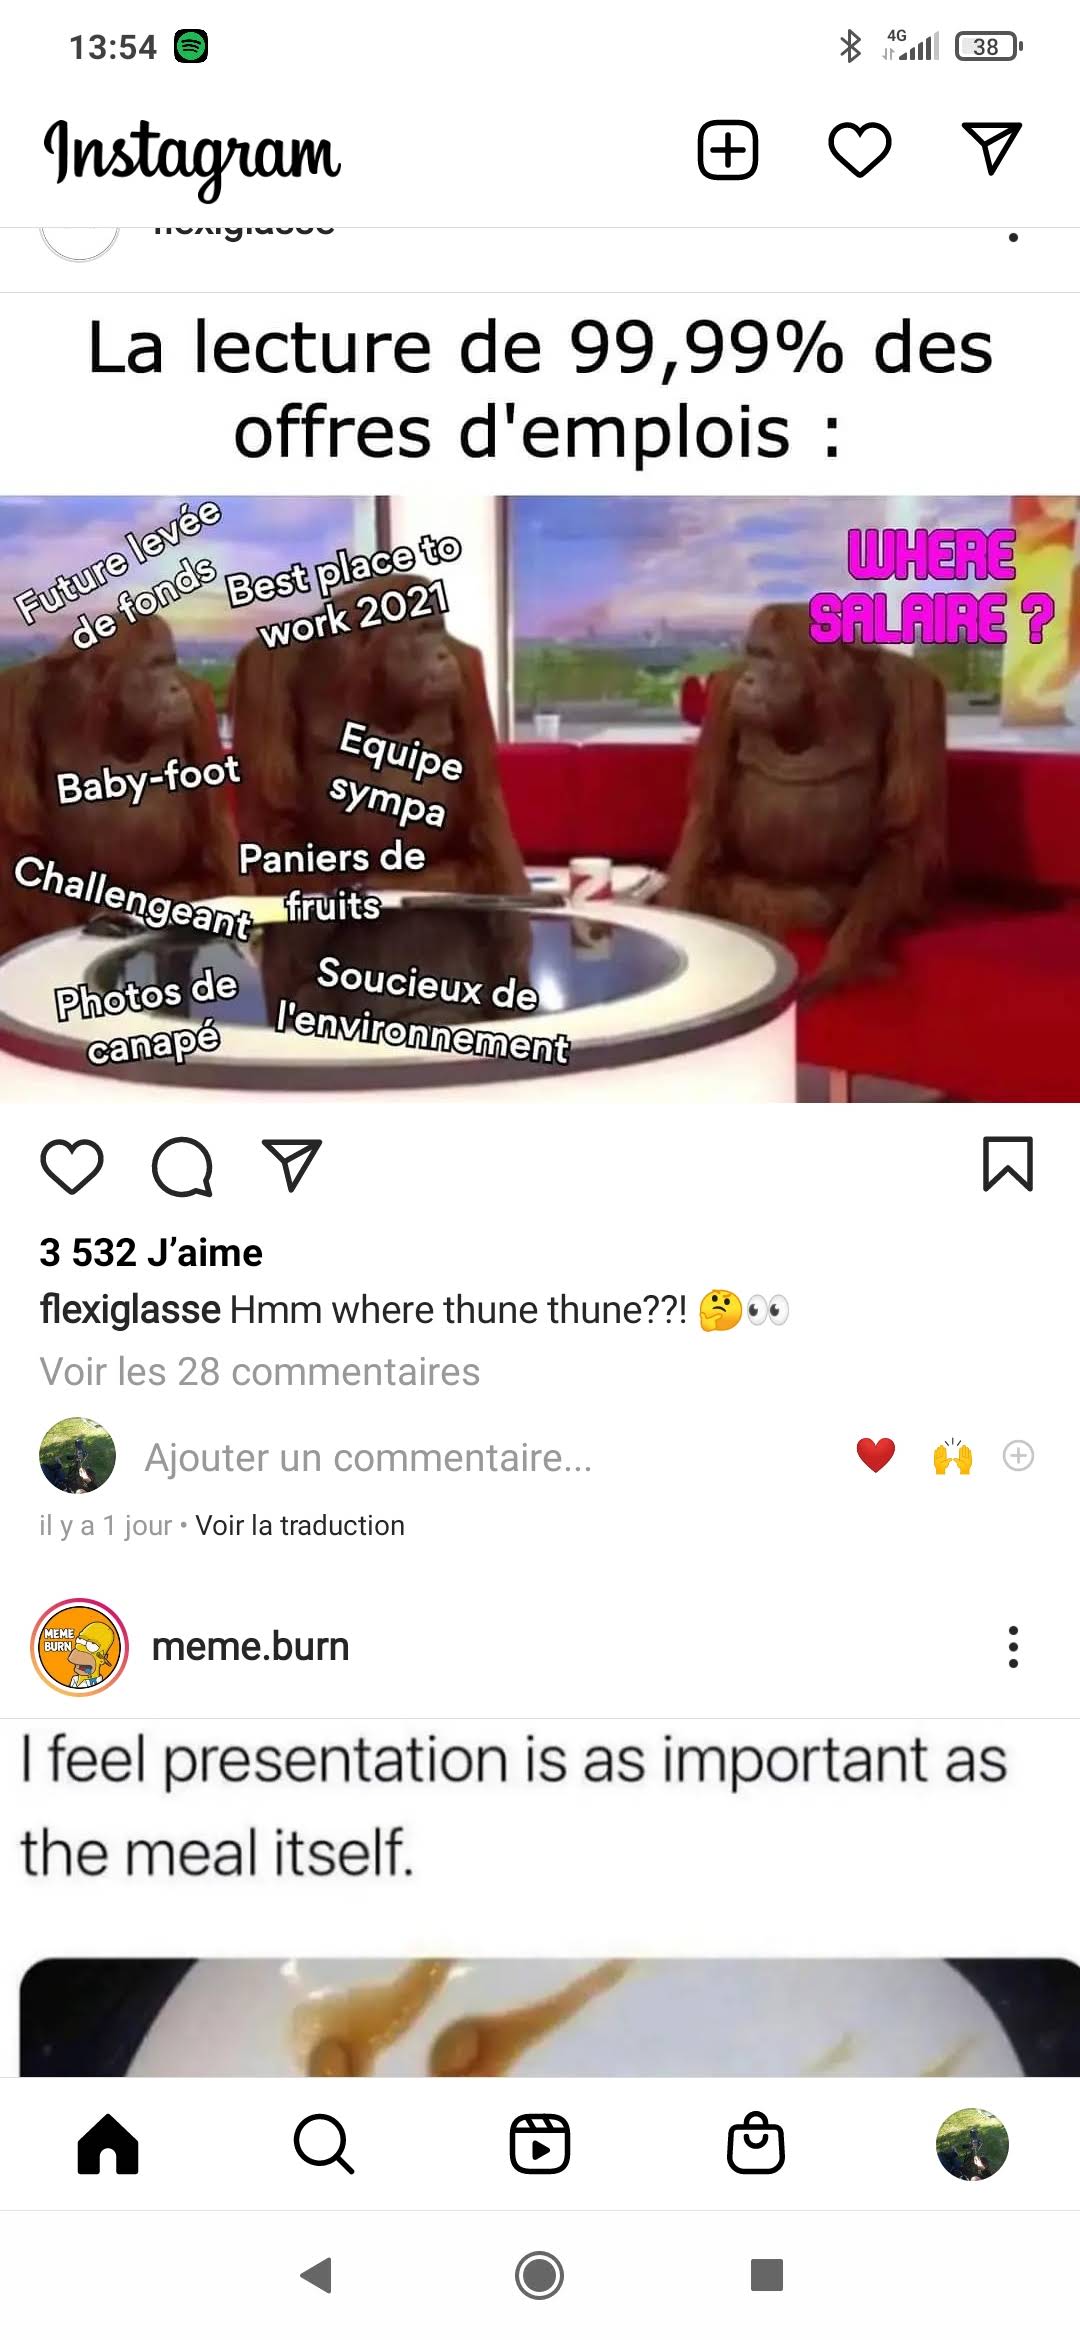 13:54
4G
38
Instagram
flexiglasse
La lecture de 99,99% des
offres d'emplois :
Future levée
de fonds
Best place to
work 2021
WHERE
SALAIRE ?
Baby-foot
Equipe
sympa
Challengeant
Paniers de
fruits
Photos de
canapé
Soucieux de
l'environnement
3 532 J’aime
flexiglasse Hmm where thune thune??! 🤔👀
Voir les 28 commentaires
Ajouter un commentaire...
il y a 1 jour • Voir la traduction
MEME
BURN
meme.burn
I feel presentation is as important as
the meal itself.